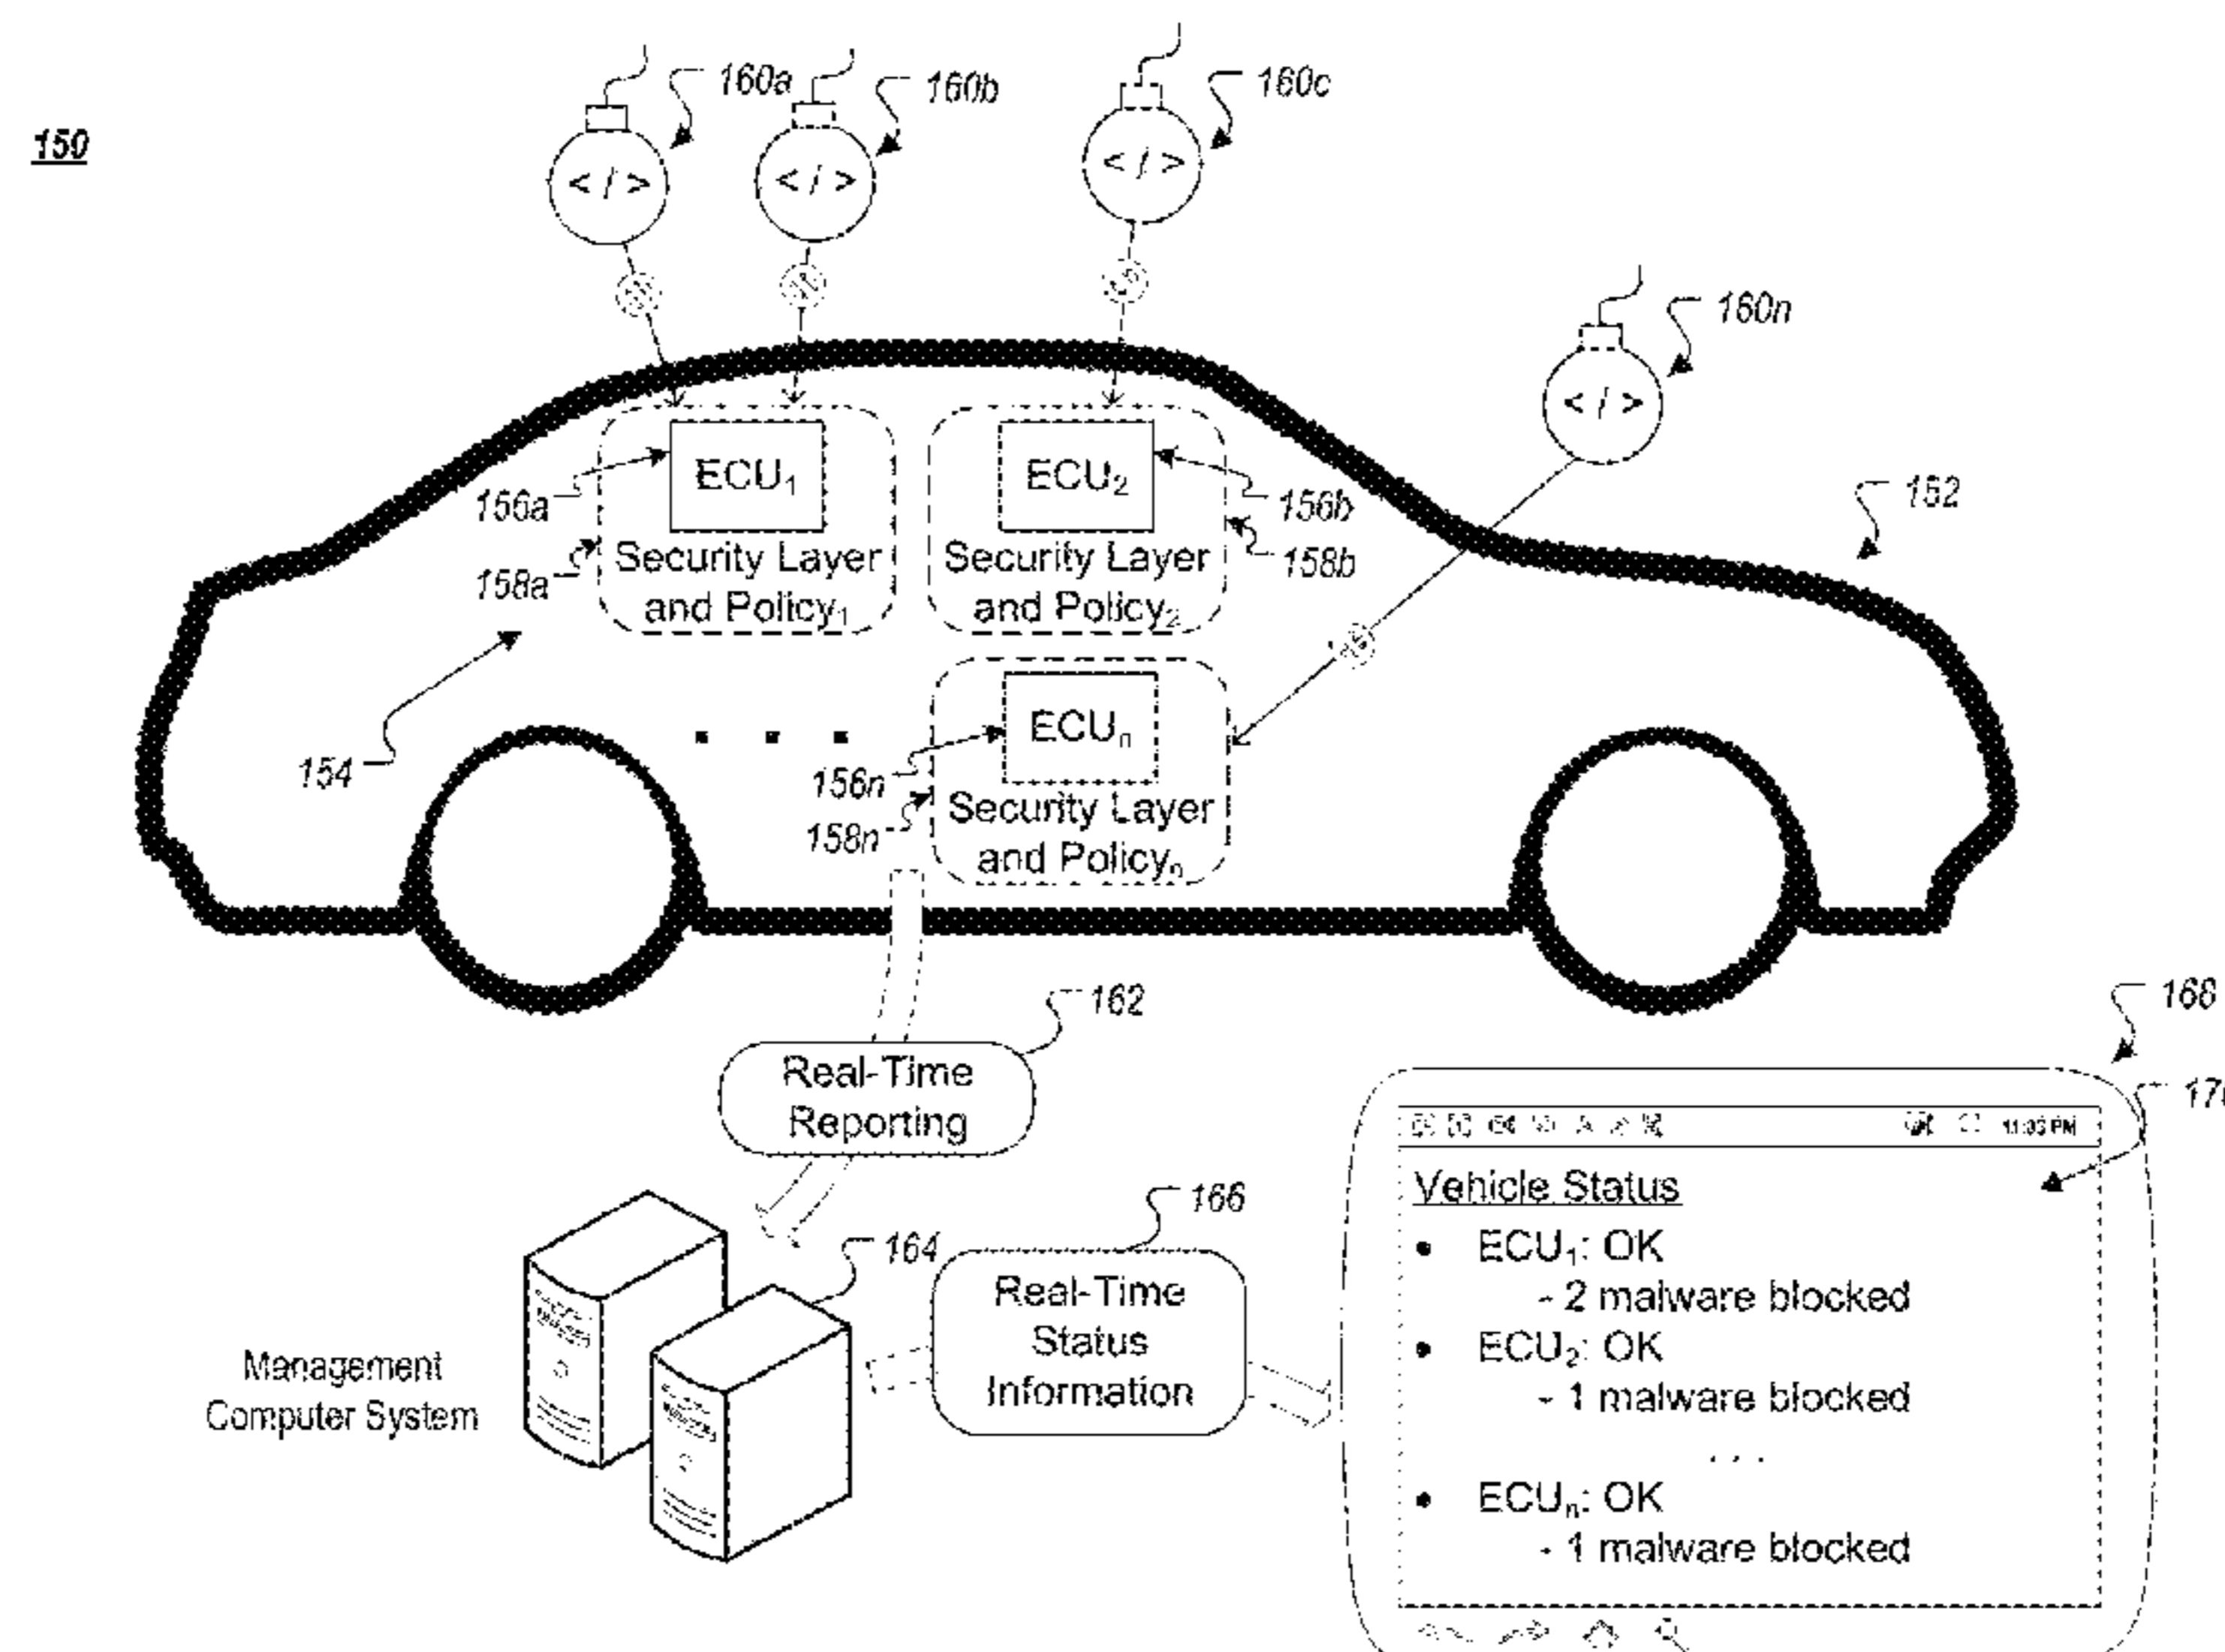 150
160a
160b
160c
160n
152
ECU₁
156a
Security Layer
and Policy₁
158a
ECU₂
156b
Security Layer
and Policy₂
158b
154
. . .
ECUₙ
156n
Security Layer
and Policyₙ
158n
162
Real-Time
Reporting
164
Management
Computer System
166
Real-Time
Status
Information
168
Vehicle Status
• ECU₁: OK
- 2 malware blocked
• ECU₂: OK
- 1 malware blocked
. . .
• ECUₙ: OK
- 1 malware blocked